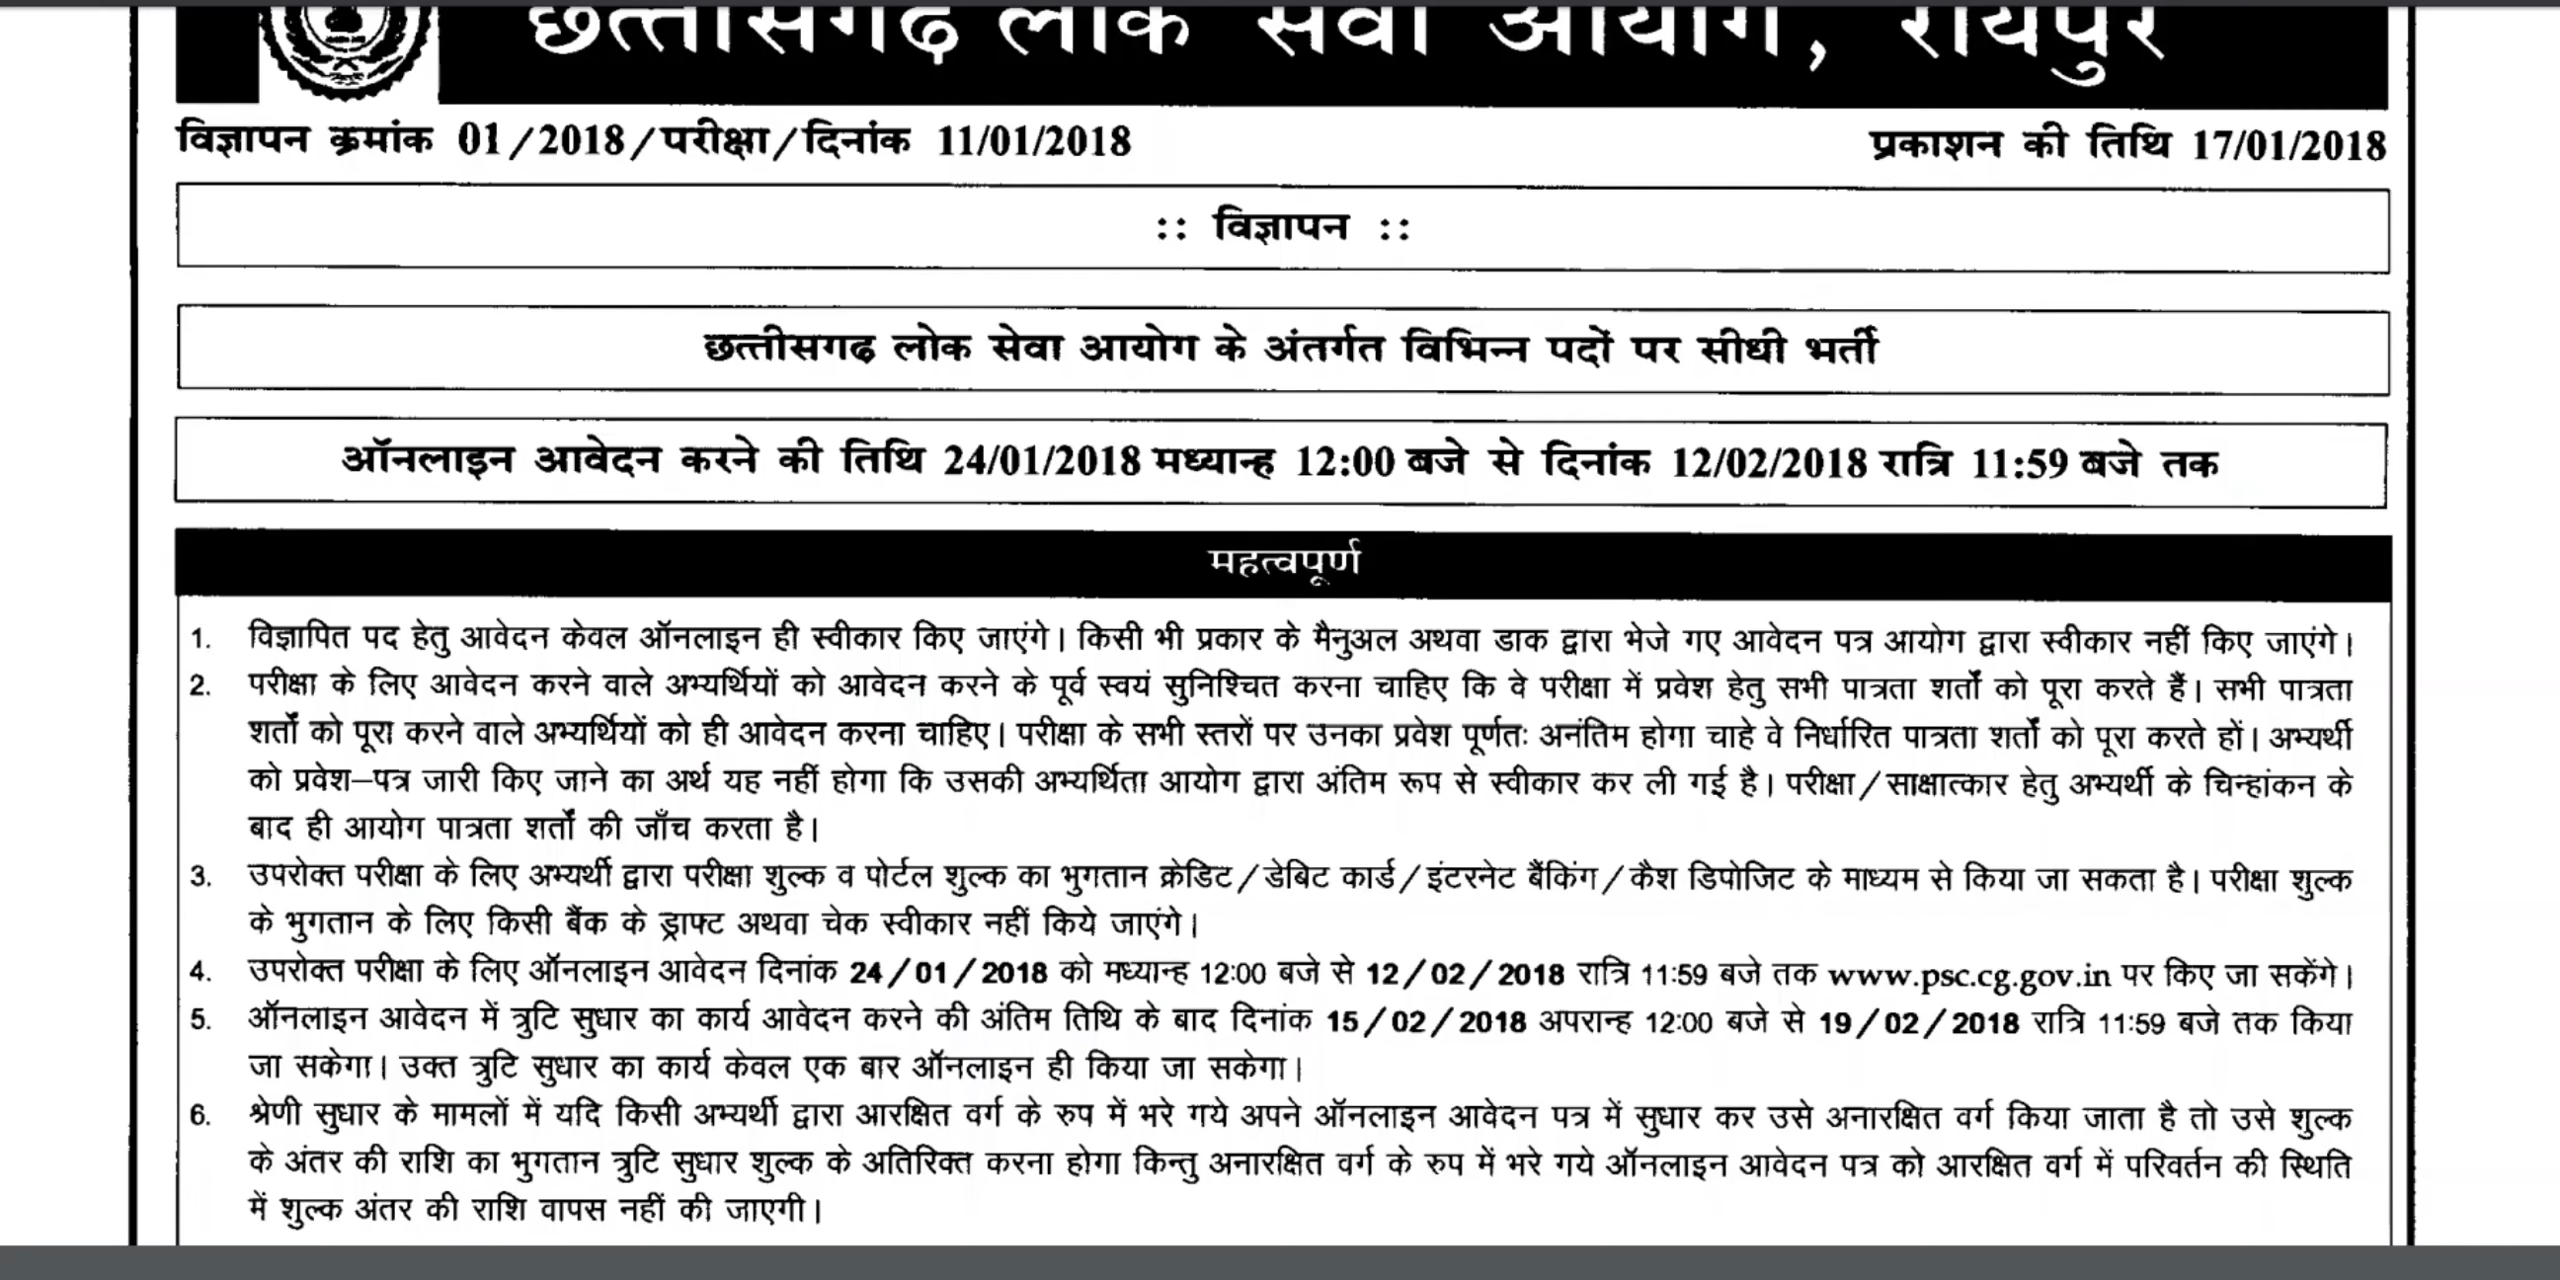 छत्तीसगढ़ लोक सेवा आयोग, रायपुर
विज्ञापन क्रमांक 01/2018/परीक्षा/दिनांक 11/01/2018
प्रकाशन की तिथि 17/01/2018
:: विज्ञापन ::
छत्तीसगढ लोक सेवा आयोग के अंतर्गत विभिन्न पदों पर सीधी भर्ती
ऑनलाइन आवेदन करने की तिथि 24/01/2018 मध्यान्ह 12:00 बजे से दिनांक 12/02/2018 रात्रि 11:59 बजे तक
महत्वपूर्ण
1. विज्ञापित पद हेतु आवेदन केवल ऑनलाइन ही स्वीकार किए जाएंगे। किसी भी प्रकार के मैनुअल अथवा डाक द्वारा भेजे गए आवेदन पत्र आयोग द्वारा स्वीकार नहीं किए जाएंगे।
2. परीक्षा के लिए आवेदन करने वाले अभ्यर्थियों को आवेदन करने के पूर्व स्वयं सुनिश्चित करना चाहिए कि वे परीक्षा में प्रवेश हेतु सभी पात्रता शर्तों को पूरा करते हैं। सभी पात्रता
शर्तों को पूरा करने वाले अभ्यर्थियों को ही आवेदन करना चाहिए। परीक्षा के सभी स्तरों पर उनका प्रवेश पूर्णतः अनंतिम होगा चाहे वे निर्धारित पात्रता शर्तों को पूरा करते हों। अभ्यर्थी
को प्रवेश–पत्र जारी किए जाने का अर्थ यह नहीं होगा कि उसकी अभ्यर्थिता आयोग द्वारा अंतिम रूप से स्वीकार कर ली गई है। परीक्षा/साक्षात्कार हेतु अभ्यर्थी के चिन्हांकन के
बाद ही आयोग पात्रता शर्तों की जाँच करता है।
3. उपरोक्त परीक्षा के लिए अभ्यर्थी द्वारा परीक्षा शुल्क व पोर्टल शुल्क का भुगतान क्रेडिट/डेबिट कार्ड/इंटरनेट बैंकिंग/कैश डिपोजिट के माध्यम से किया जा सकता है। परीक्षा शुल्क
के भुगतान के लिए किसी बैंक के ड्राफ्ट अथवा चेक स्वीकार नहीं किये जाएंगे।
4. उपरोक्त परीक्षा के लिए ऑनलाइन आवेदन दिनांक 24/01/2018 को मध्यान्ह 12:00 बजे से 12/02/2018 रात्रि 11:59 बजे तक www.psc.cg.gov.in पर किए जा सकेंगे।
5. ऑनलाइन आवेदन में त्रुटि सुधार का कार्य आवेदन करने की अंतिम तिथि के बाद दिनांक 15/02/2018 अपरान्ह 12:00 बजे से 19/02/2018 रात्रि 11:59 बजे तक किया
जा सकेगा। उक्त त्रुटि सुधार का कार्य केवल एक बार ऑनलाइन ही किया जा सकेगा।
6. श्रेणी सुधार के मामलों में यदि किसी अभ्यर्थी द्वारा आरक्षित वर्ग के रुप में भरे गये अपने ऑनलाइन आवेदन पत्र में सुधार कर उसे अनारक्षित वर्ग किया जाता है तो उसे शुल्क
के अंतर की राशि का भुगतान त्रुटि सुधार शुल्क के अतिरिक्त करना होगा किन्तु अनारक्षित वर्ग के रुप में भरे गये ऑनलाइन आवेदन पत्र को आरक्षित वर्ग में परिवर्तन की स्थिति
में शुल्क अंतर की राशि वापस नहीं की जाएगी।